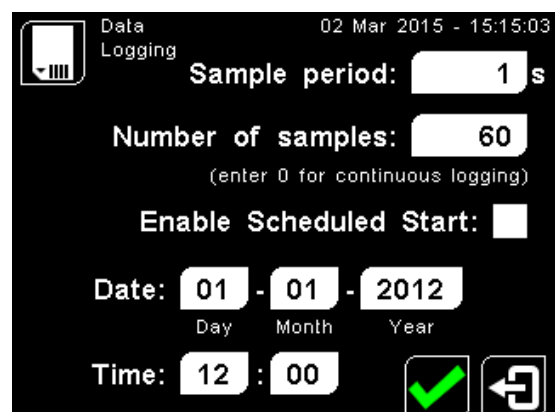 Data 02 Mar 2015 - 15:15:03
Logging
Sample period: 1 s
Number of samples: 60
(enter 0 for continuous logging)
Enable Scheduled Start:
Date: 01 - 01 - 2012
Day Month Year
Time: 12 : 00